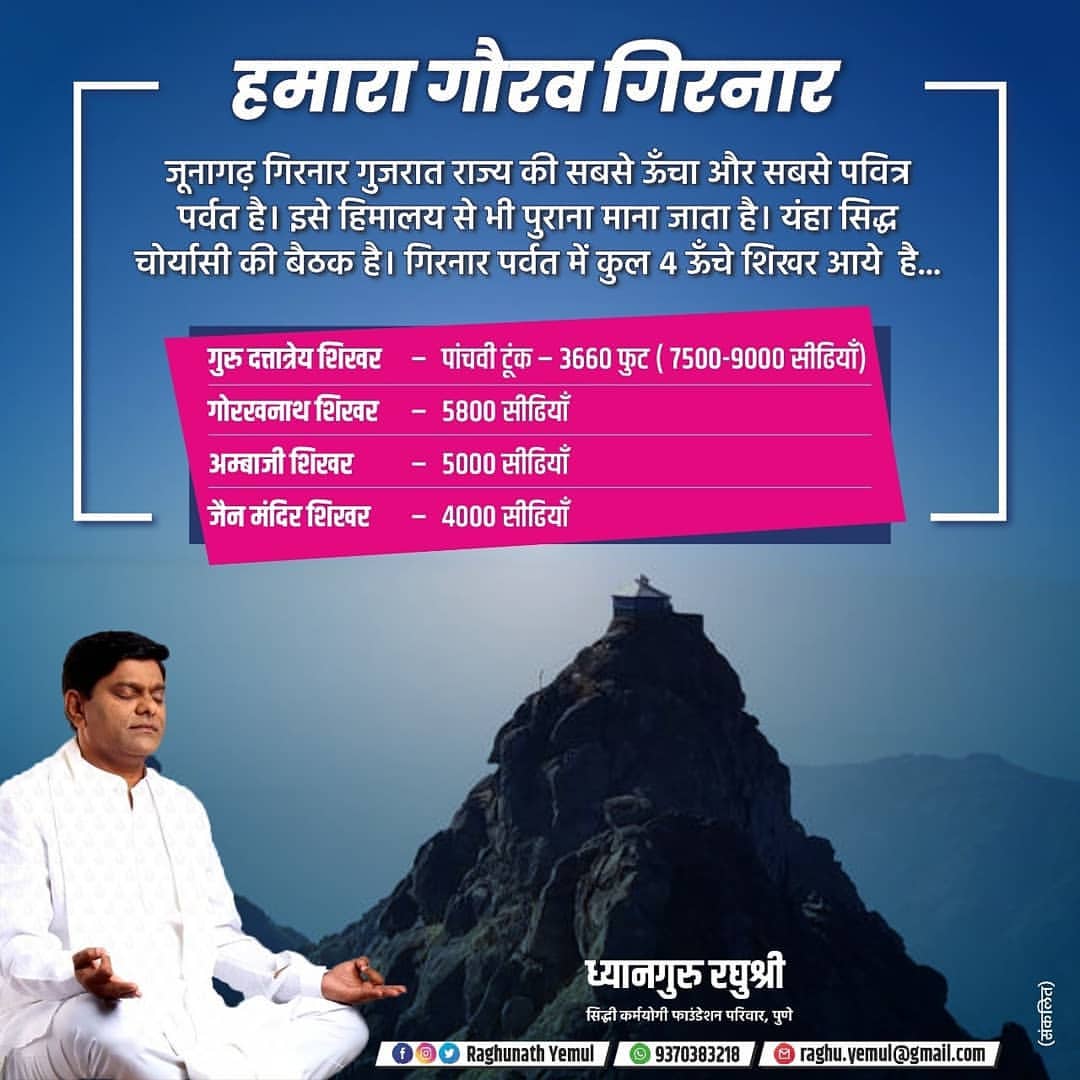 हमारा गौरव गिरनार
जूनागढ़ गिरनार गुजरात राज्य की सबसे ऊँचा और सबसे पवित्र
पर्वत है। इसे हिमालय से भी पुराना माना जाता है। यंहा सिद्ध
चोर्यासी की बैठक है। गिरनार पर्वत में कुल 4 ऊँचे शिखर आये है...
गुरु दत्तात्रेय शिखर – पांचवी टूंक – 3660 फुट ( 7500-9000 सीढियाँ)
गोरखनाथ शिखर – 5800 सीढियाँ
अम्बाजी शिखर – 5000 सीढियाँ
जैन मंदिर शिखर – 4000 सीढियाँ
ध्यानगुरु रघुश्री
सिद्धी कर्मयोगी फाउंडेशन परिवार, पुणे
Raghunath Yemul / 9370383218 / raghu.yemul@gmail.com
(संकलित)